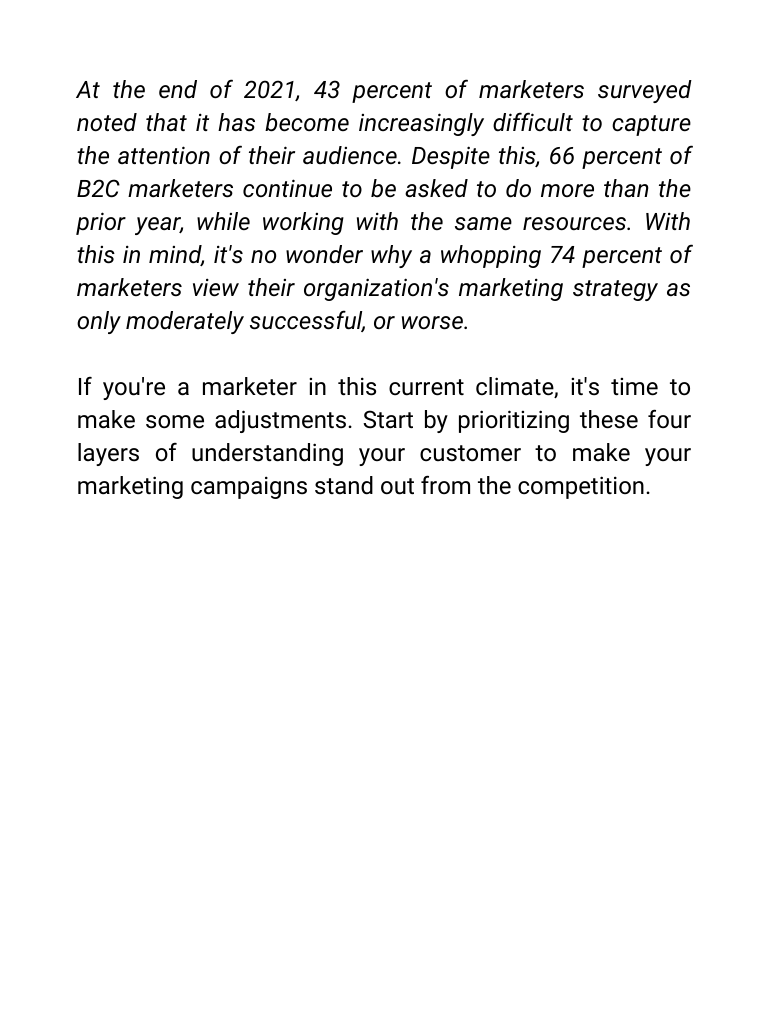 At the end of 2021, 43 percent of marketers surveyed
noted that it has become increasingly difficult to capture
the attention of their audience. Despite this, 66 percent of
B2C marketers continue to be asked to do more than the
prior year, while working with the same resources. With
this in mind, it's no wonder why a whopping 74 percent of
marketers view their organization's marketing strategy as
only moderately successful, or worse.
If you're a marketer in this current climate, it's time to
make some adjustments. Start by prioritizing these four
layers of understanding your customer to make your
marketing campaigns stand out from the competition.